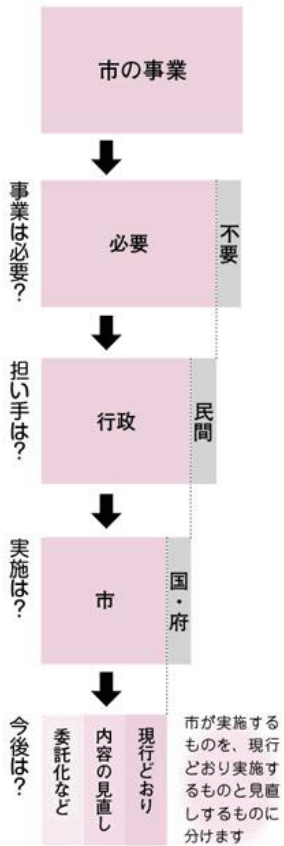 市の事業
事業は必要?
必要
不要
担い手は?
行政
民間
実施は?
市
国・府
今後は?
委託化など
内容の見直し
現行どおり
市が実施する
ものを、現行
どおり実施す
るものと見直
しするものに
分けます